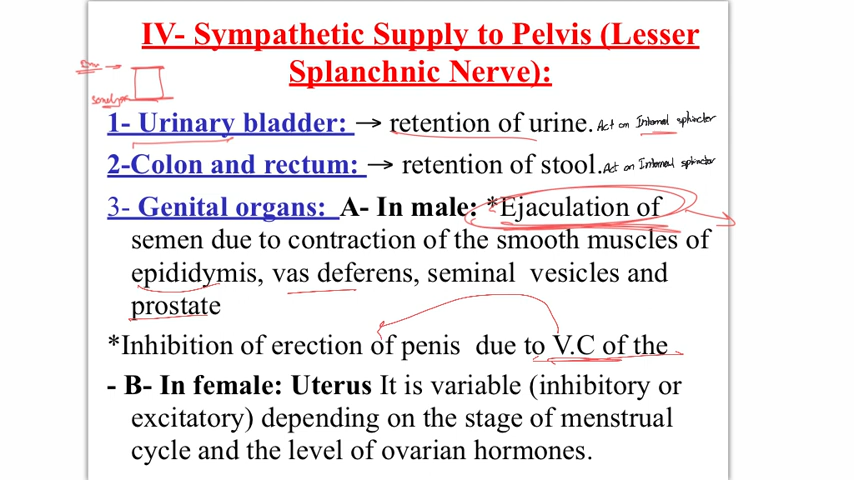 IV- Sympathetic Supply to Pelvis (Lesser
Splanchnic Nerve):
1- Urinary bladder: → retention of urine. Act on Internal sphincter
2-Colon and rectum: → retention of stool. Act on Internal sphincter
3- Genital organs: A- In male: *Ejaculation of
semen due to contraction of the smooth muscles of
epididymis, vas deferens, seminal vesicles and
prostate
*Inhibition of erection of penis due to V.C of the
- B- In female: Uterus It is variable (inhibitory or
excitatory) depending on the stage of menstrual
cycle and the level of ovarian hormones.